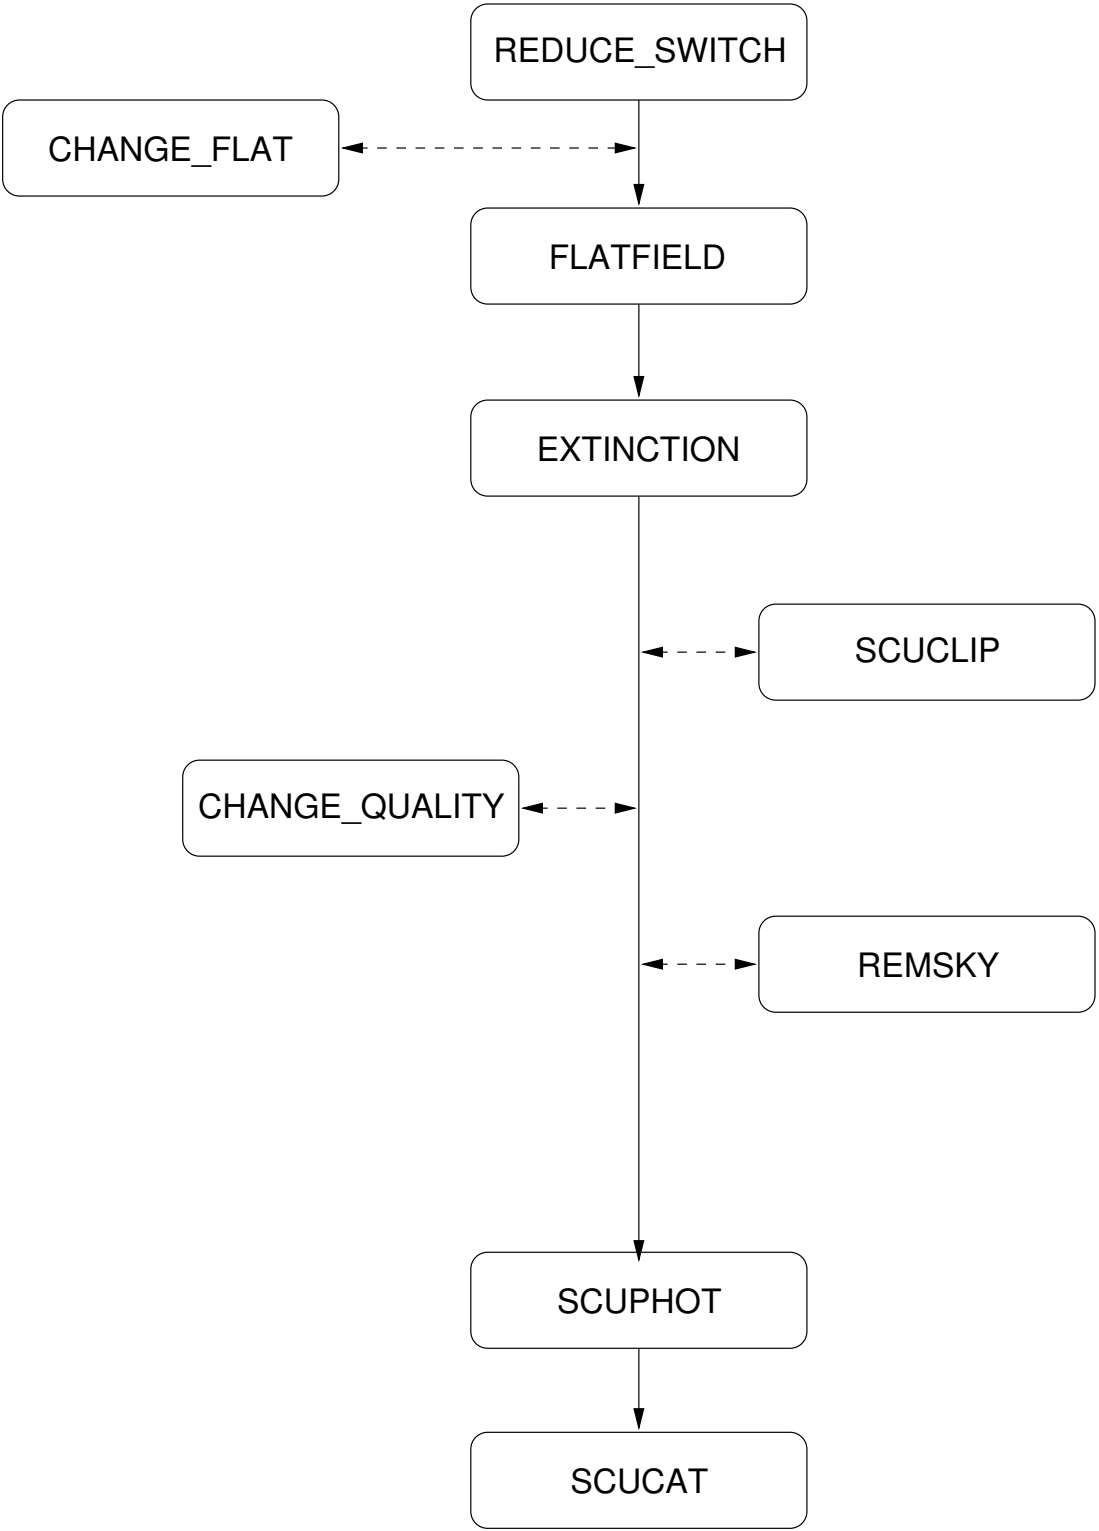 REDUCE_SWITCH
CHANGE_FLAT
FLATFIELD
EXTINCTION
SCUCLIP
CHANGE_QUALITY
REMSKY
SCUPHOT
SCUCAT